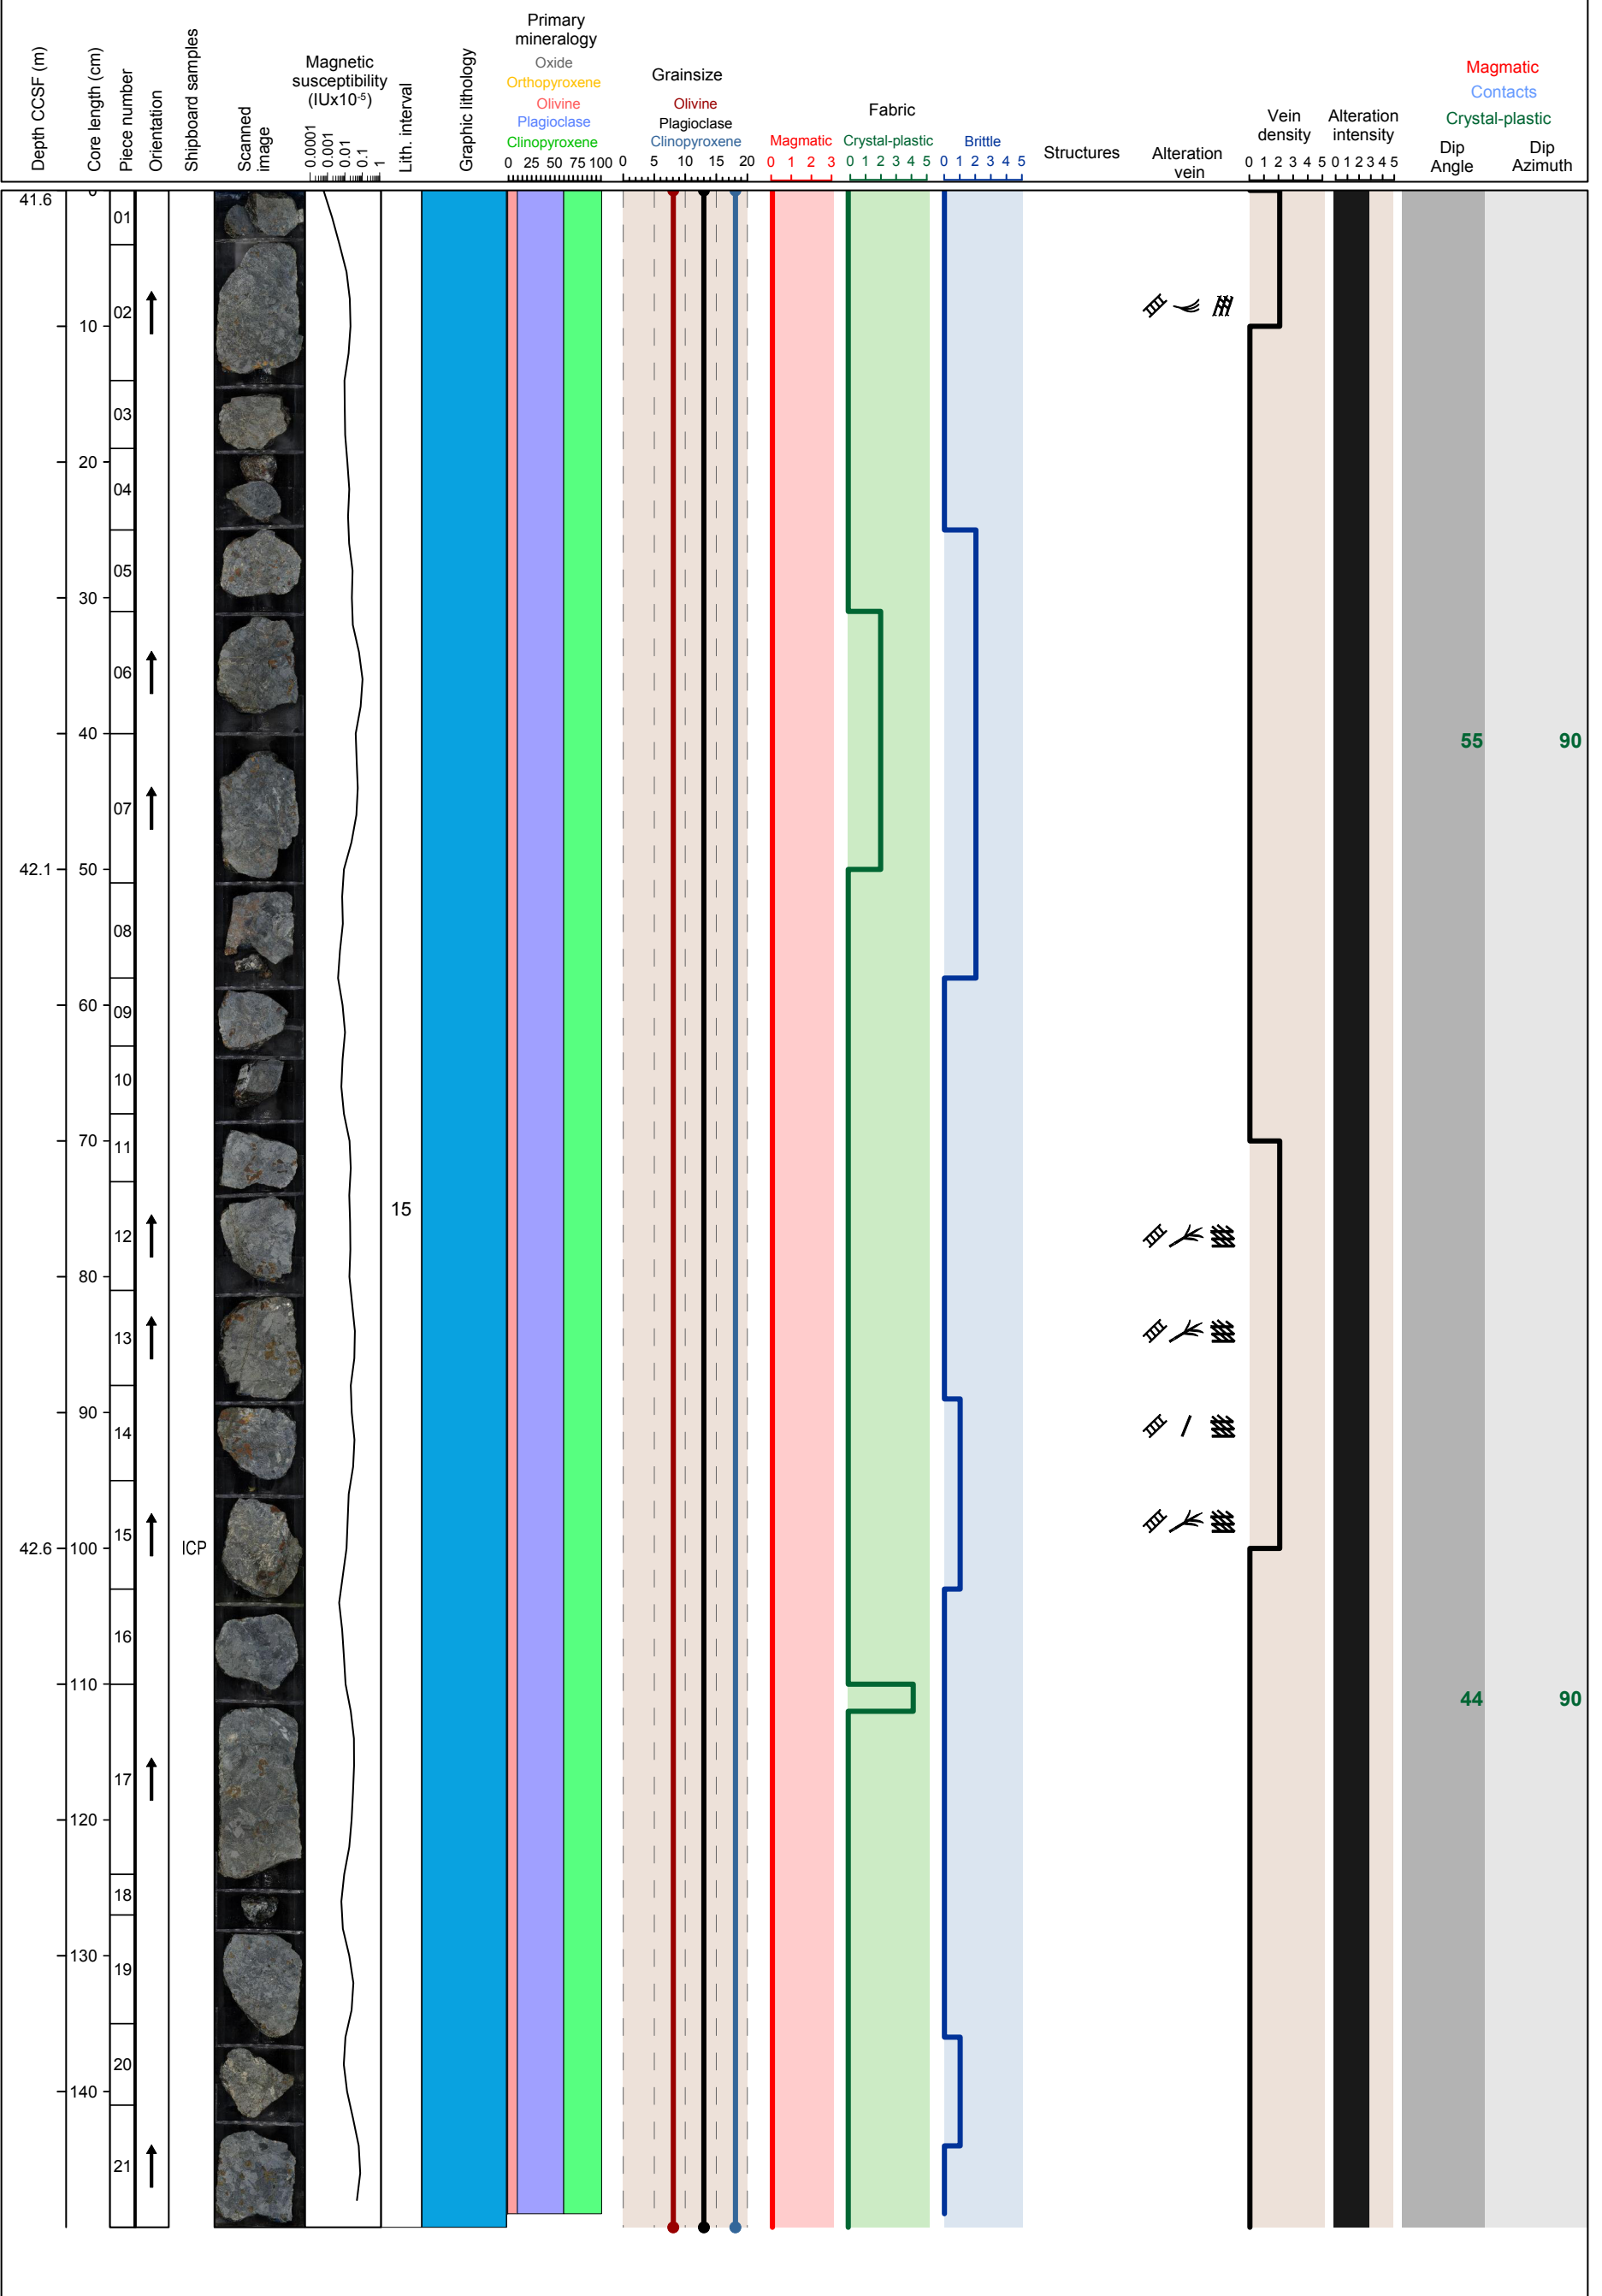 Depth CCSF (m)
Core length (cm)
Piece number
Orientation
Shipboard samples
Scanned
image
Magnetic
susceptibility
(IUx10-5)
0.0001
0.001
0.01
0.1
1
Lith. interval
Graphic lithology
Primary
mineralogy
Oxide
Orthopyroxene
Olivine
Plagioclase
Clinopyroxene
0 25 50 75 100
Grainsize
Olivine
Plagioclase
Clinopyroxene
0 5 10 15 20
Fabric
Magmatic
0 1 2 3
Crystal-plastic
0 1 2 3 4 5
Brittle
0 1 2 3 4 5
Structures
Alteration
vein
Vein
density
0 1 2 3 4 5
Alteration
intensity
0 1 2 3 4 5
Magmatic
Contacts
Crystal-plastic
Dip
Angle
Dip
Azimuth
41.6
0
01
02
10
03
20
04
05
30
06
40
55 90
07
42.1
50
08
60
09
10
70
11
15
12
80
13
90
14
15
42.6
100
ICP
16
110
44 90
17
120
18
130
19
20
140
21